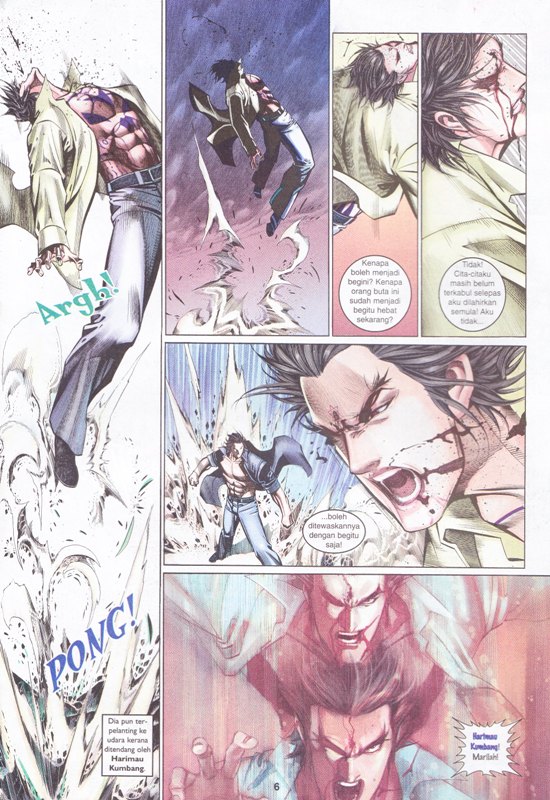 Argh!
PONG!
Dia pun ter-
pelanting ke
udara kerana
ditendang oleh
Harimau
Kumbang.
Kenapa
boleh menjadi
begini? Kenapa
orang buta ini
sudah menjadi
begitu hebat
sekarang?
Tidak!
Cita-citaku
masih belum
terkabul selepas
aku dilahirkan
semula! Aku
tidak...
...boleh
ditewaskannya
dengan begitu
saja!
Harimau
Kumbang!
Marilah!
6